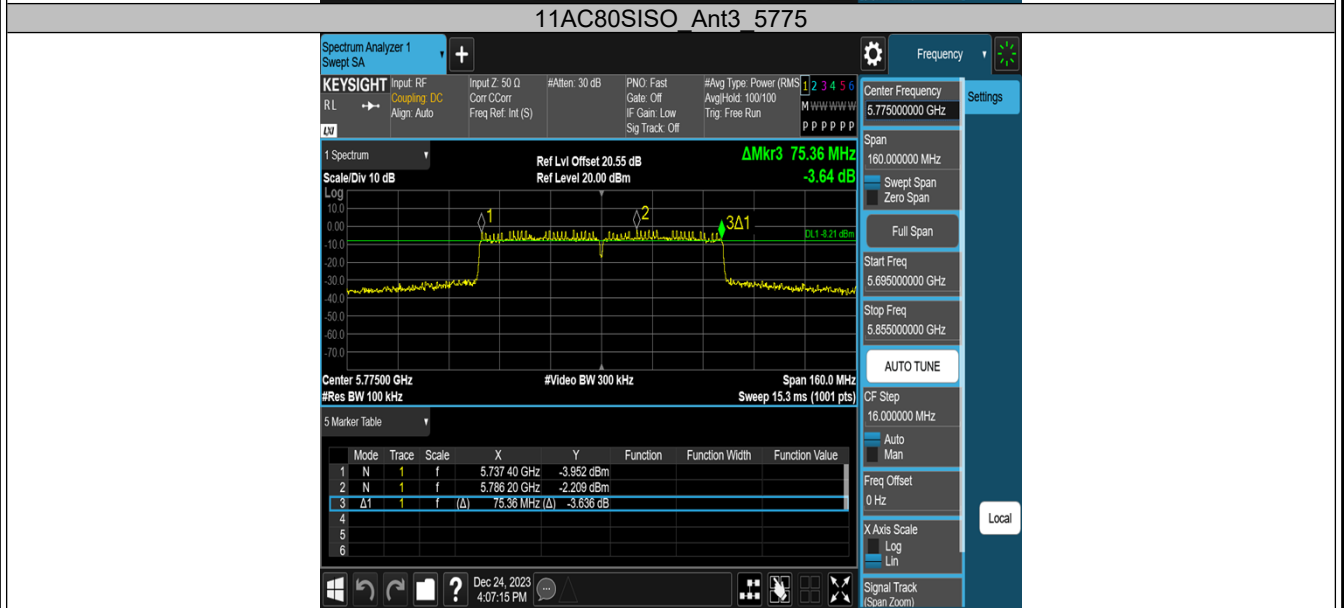 11AC80SISO_Ant3_5775
Spectrum Analyzer 1
Swept SA
+
Frequency
KEYSIGHT
RL
LXI
Input: RF
Coupling: DC
Align: Auto
Input Z: 50 Ω
Corr CCorr
Freq Ref: Int (S)
#Atten: 30 dB
PNO: Fast
Gate: Off
IF Gain: Low
Sig Track: Off
#Avg Type: Power (RMS
Avg|Hold: 100/100
Trig: Free Run
1 2 3 4 5 6
M W W W W W
P P P P P P
Center Frequency
5.775000000 GHz
Settings
Span
160.000000 MHz
Swept Span
Zero Span
Full Span
Start Freq
5.695000000 GHz
Stop Freq
5.855000000 GHz
AUTO TUNE
CF Step
16.000000 MHz
Auto
Man
Freq Offset
0 Hz
X Axis Scale
Log
Lin
Signal Track
(Span Zoom)
Local
1 Spectrum
Scale/Div 10 dB
Ref Lvl Offset 20.55 dB
Ref Level 20.00 dBm
ΔMkr3 75.36 MHz
-3.64 dB
Log
10.0
0.00
-10.0
-20.0
-30.0
-40.0
-50.0
-60.0
-70.0
1
2
3Δ1
DL1 -8.21 dBm
Center 5.77500 GHz
#Video BW 300 kHz
Span 160.0 MHz
#Res BW 100 kHz
Sweep 15.3 ms (1001 pts)
5 Marker Table
Mode Trace Scale X Y Function Function Width Function Value
1 N 1 f 5.737 40 GHz -3.952 dBm
2 N 1 f 5.786 20 GHz -2.209 dBm
3 Δ1 1 f (Δ) 75.36 MHz (Δ) -3.636 dB
4
5
6
?
Dec 24, 2023
4:07:15 PM